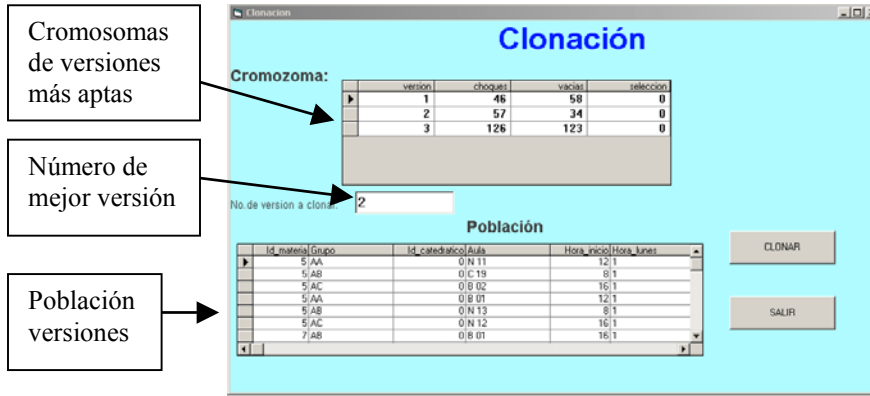 Cromosomas
de versiones
más aptas
Número de
mejor versión
Población
versiones
Clonacion
Clonación
Cromozoma:
version choques vacias seleccion
1 46 58 0
2 57 34 0
3 126 123 0
No. de version a clonar: 2
Población
Id_materia Grupo Id_catedratico Aula Hora_inicio Hora_lunes
5 AA 0 N 11 12 1
5 AB 0 C 19 8 1
5 AC 0 B 02 16 1
5 AA 0 B 01 12 1
5 AB 0 N 13 8 1
5 AC 0 N 12 16 1
7 AB 0 B 01 16 1
CLONAR
SALIR